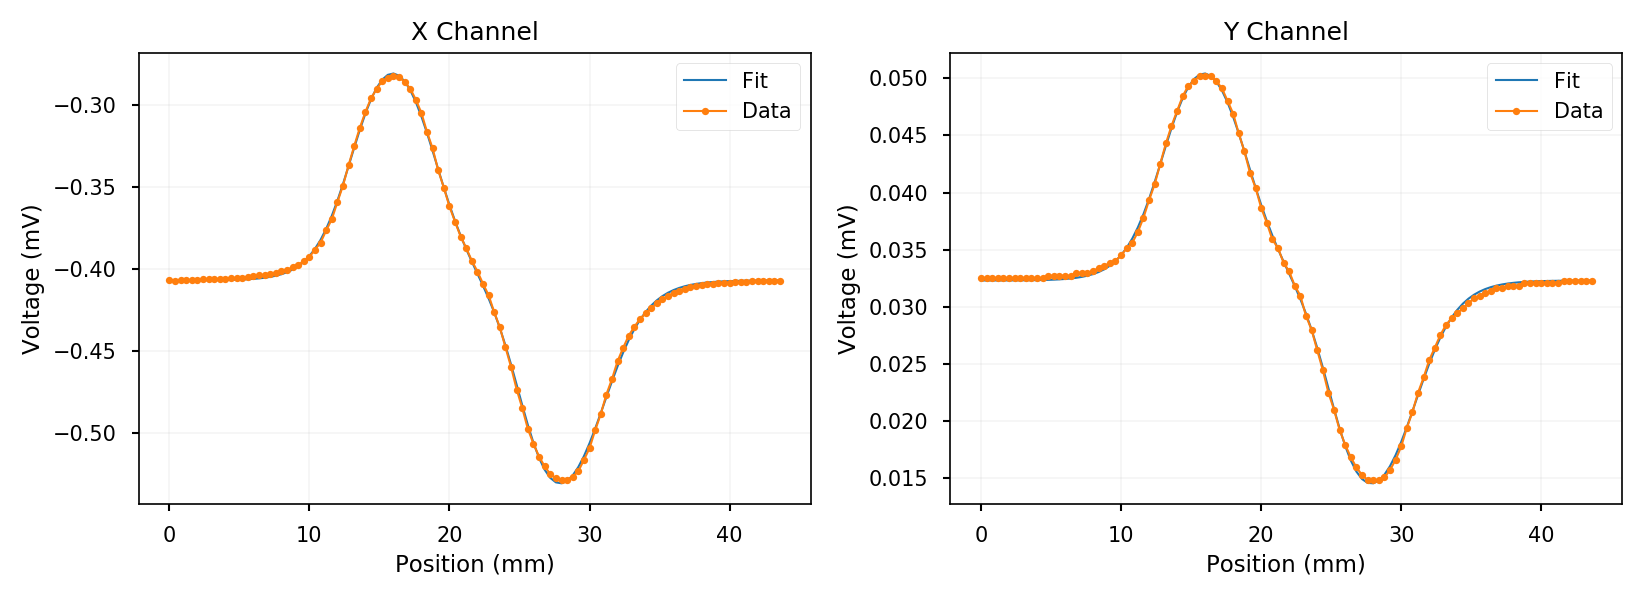 X Channel
Voltage (mV)
−0.30
−0.35
−0.40
−0.45
−0.50
Fit
Data
0 10 20 30 40
Position (mm)
Y Channel
Voltage (mV)
0.050
0.045
0.040
0.035
0.030
0.025
0.020
0.015
Fit
Data
0 10 20 30 40
Position (mm)